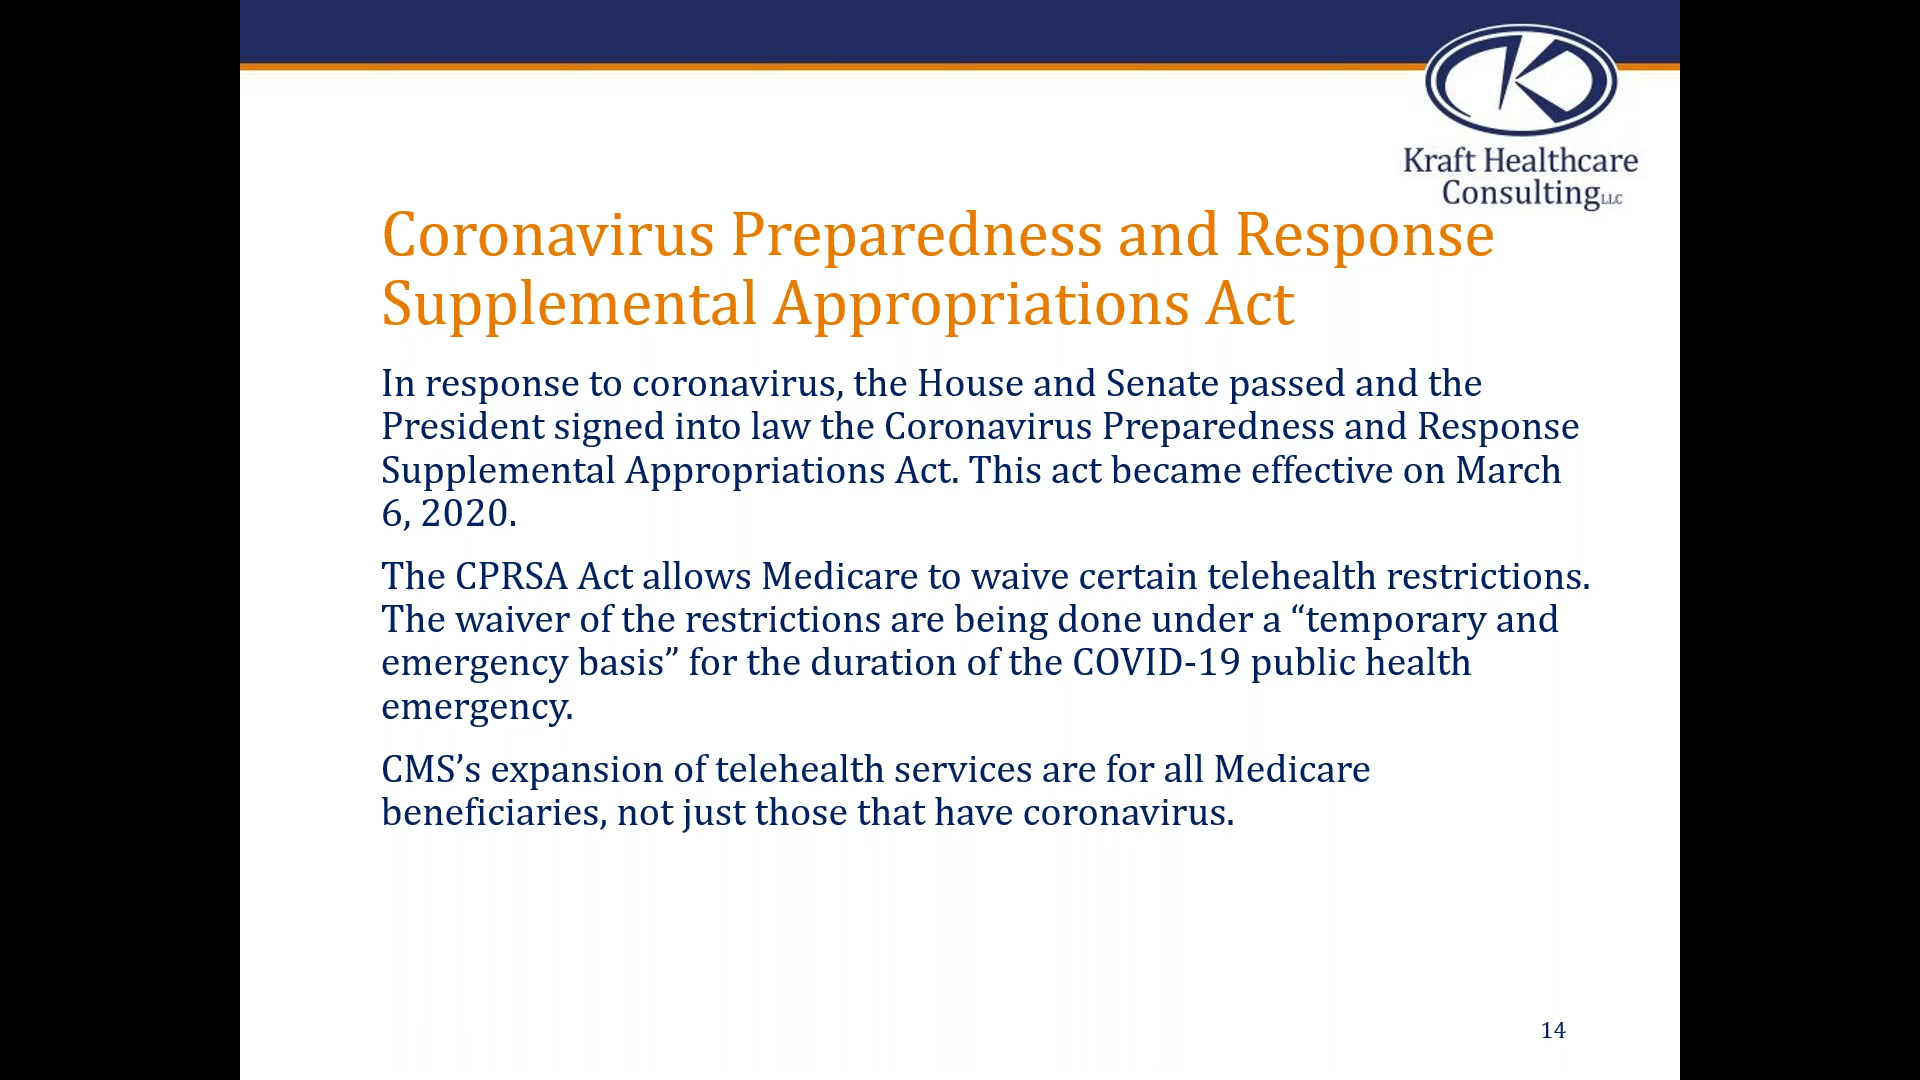 Kraft Healthcare
Consulting LLC
Coronavirus Preparedness and Response
Supplemental Appropriations Act
In response to coronavirus, the House and Senate passed and the
President signed into law the Coronavirus Preparedness and Response
Supplemental Appropriations Act. This act became effective on March
6, 2020.
The CPRSA Act allows Medicare to waive certain telehealth restrictions.
The waiver of the restrictions are being done under a “temporary and
emergency basis” for the duration of the COVID-19 public health
emergency.
CMS’s expansion of telehealth services are for all Medicare
beneficiaries, not just those that have coronavirus.
14